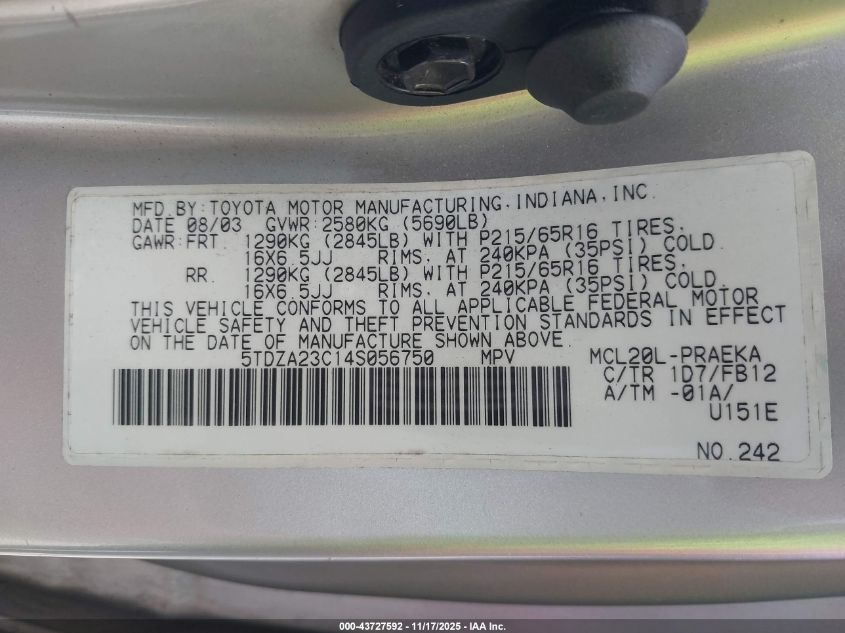 MFD.BY:TOYOTA MOTOR MANUFACTURING,INDIANA,INC.
DATE 08/03 GVWR:2580KG (5690LB)
GAWR:FRT. 1290KG (2845LB) WITH P215/65R16 TIRES,
16X6.5JJ RIMS, AT 240KPA (35PSI) COLD.
RR. 1290KG (2845LB) WITH P215/65R16 TIRES,
16X6.5JJ RIMS, AT 240KPA (35PSI) COLD.
THIS VEHICLE CONFORMS TO ALL APPLICABLE FEDERAL MOTOR
VEHICLE SAFETY AND THEFT PREVENTION STANDARDS IN EFFECT
ON THE DATE OF MANUFACTURE SHOWN ABOVE.
5TDZA23C14S056750 MPV MCL20L-PRAEKA
C/TR 1D7/FB12
A/TM -01A/
U151E
NO.242
000-43727592 - 11/17/2025 - IAA Inc.